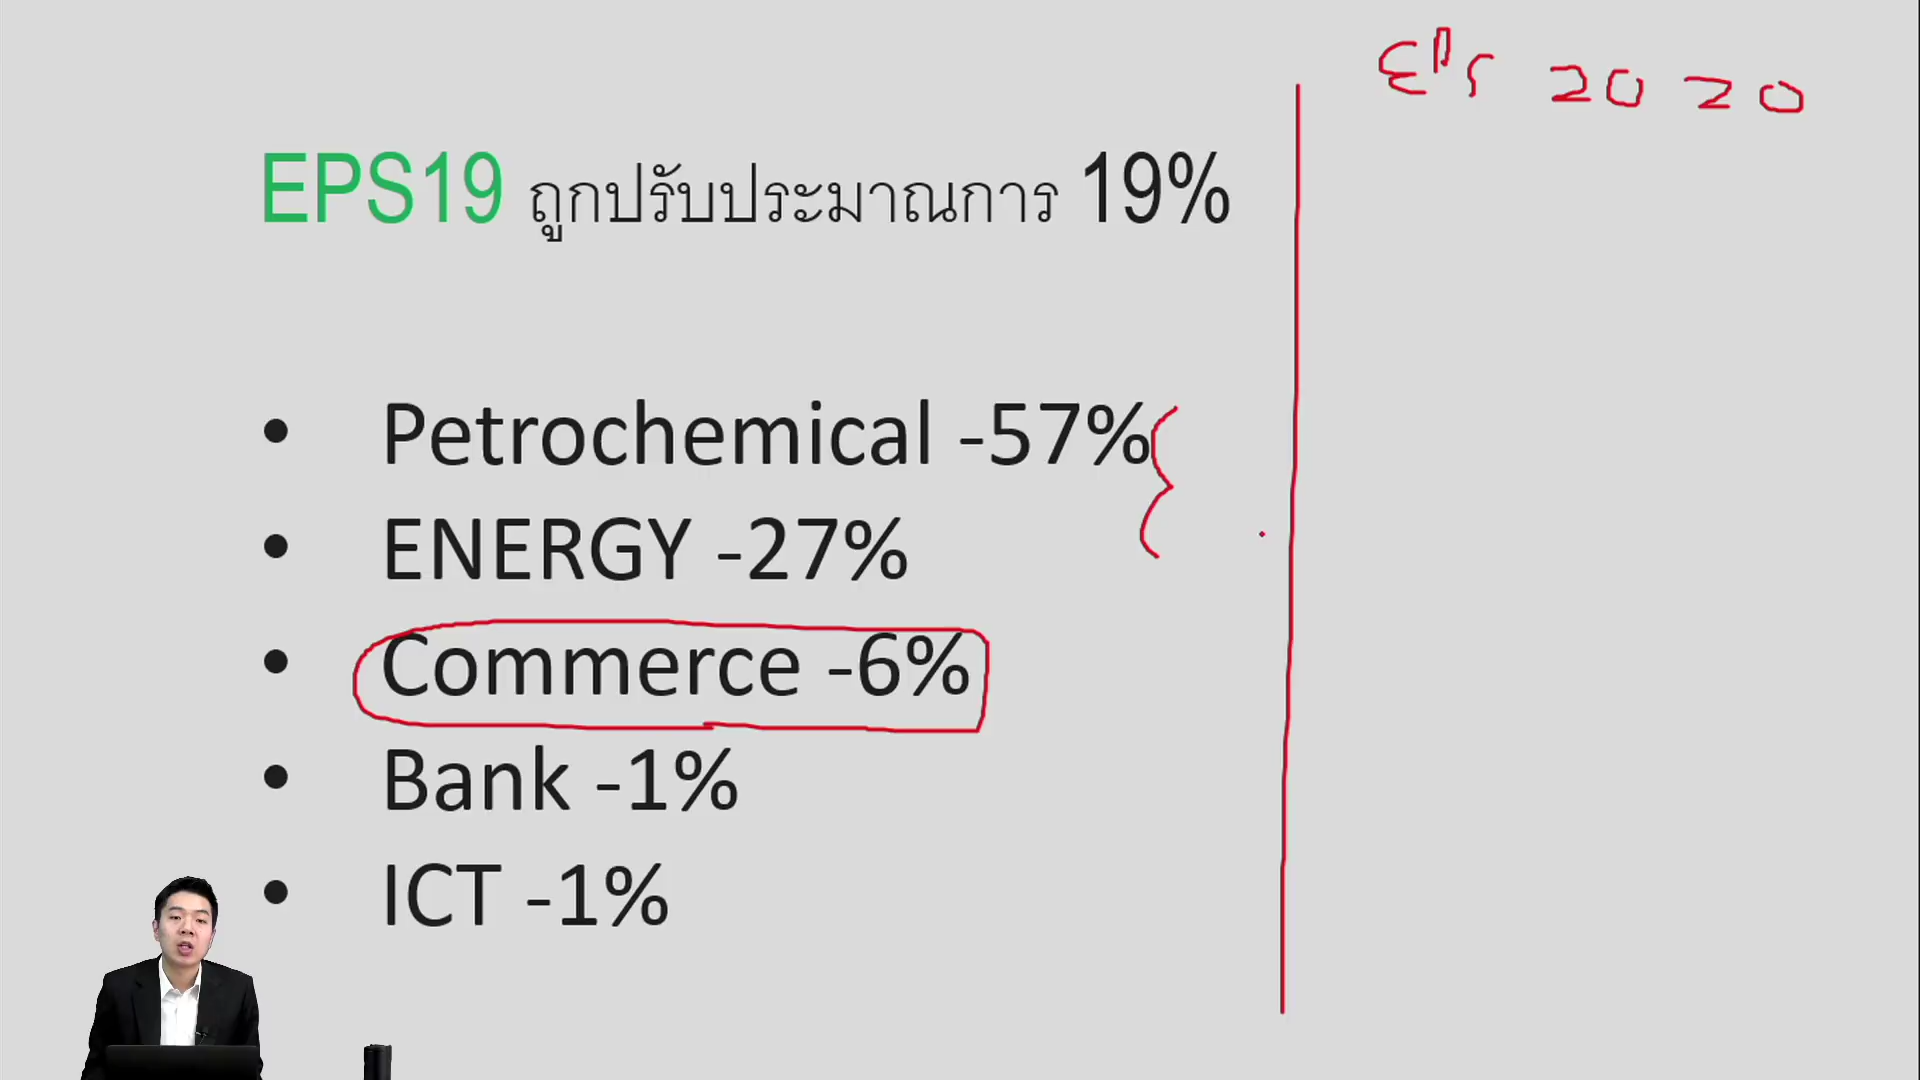 EPS 2020
EPS19 ถูกปรับประมาณการ 19%
• Petrochemical -57%
• ENERGY -27%
• Commerce -6%
• Bank -1%
• ICT -1%